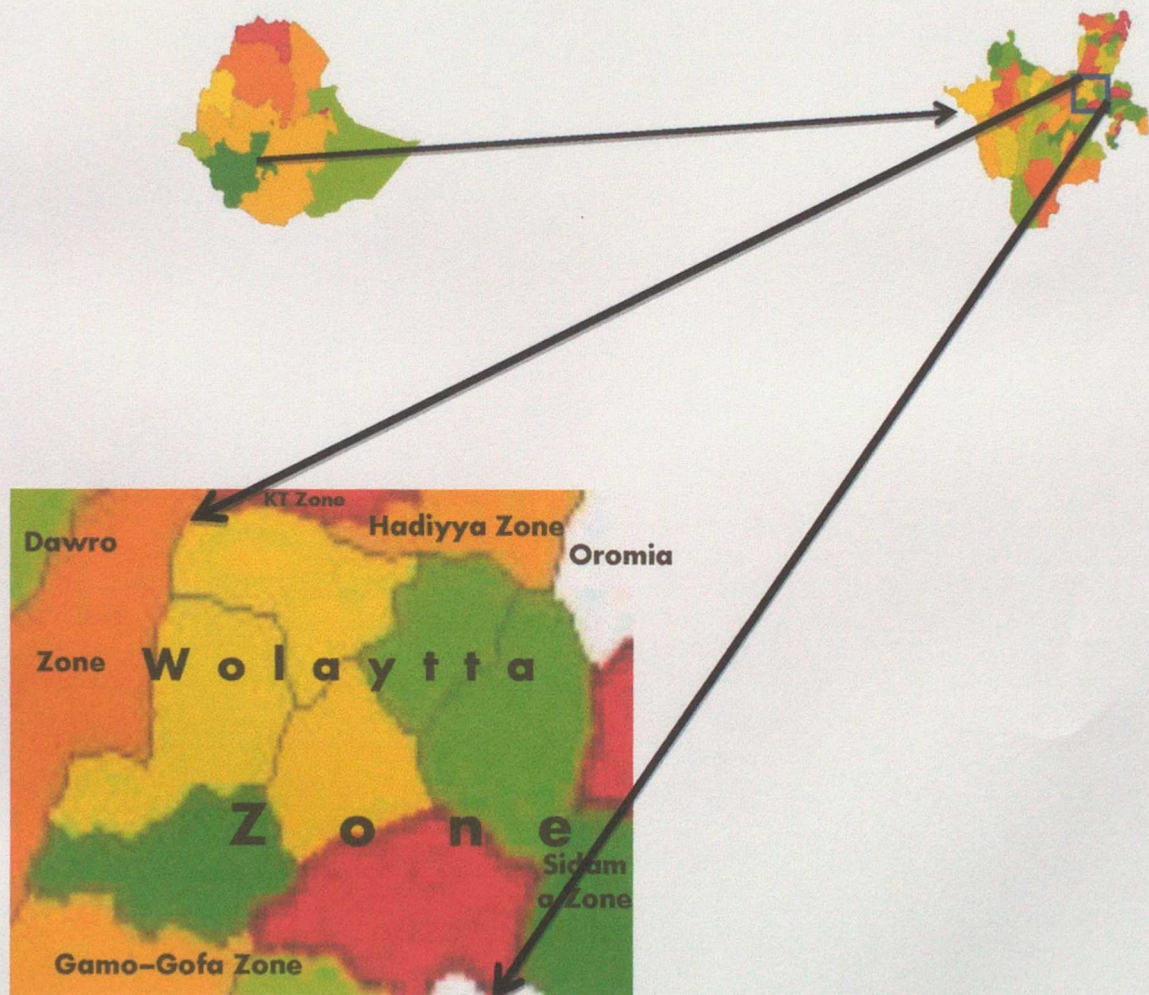 KT Zone
Hadiyya Zone
Dawro
Oromia
Zone
Wolaytta
Zone
Sidam
a Zone
Gamo-Gofa Zone